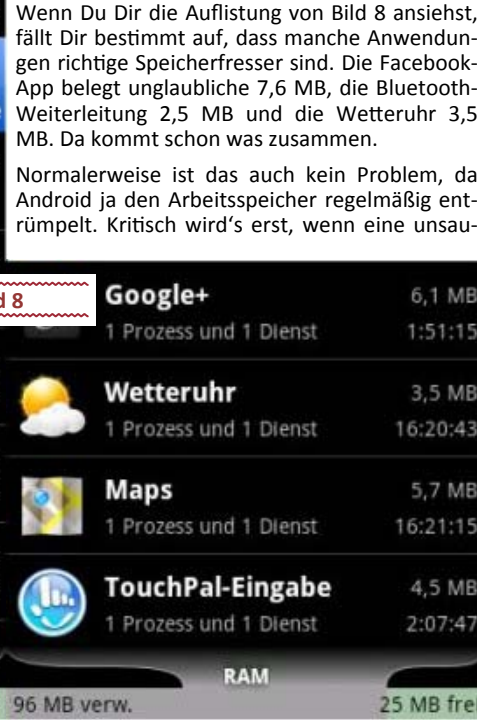 Wenn Du Dir die Auflistung von Bild 8 ansiehst,
fällt Dir bestimmt auf, dass manche Anwendun-
gen richtige Speicherfresser sind. Die Facebook-
App belegt unglaubliche 7,6 MB, die Bluetooth-
Weiterleitung 2,5 MB und die Wetteruhr 3,5
MB. Da kommt schon was zusammen.
Normalerweise ist das auch kein Problem, da
Android ja den Arbeitsspeicher regelmäßig ent-
rümpelt. Kritisch wird‘s erst, wenn eine unsau-
d 8
Google+ 6,1 MB
1 Prozess und 1 Dienst 1:51:15
Wetteruhr 3,5 MB
1 Prozess und 1 Dienst 16:20:43
Maps 5,7 MB
1 Prozess und 1 Dienst 16:21:15
TouchPal-Eingabe 4,5 MB
1 Prozess und 1 Dienst 2:07:47
RAM
96 MB verw. 25 MB frei